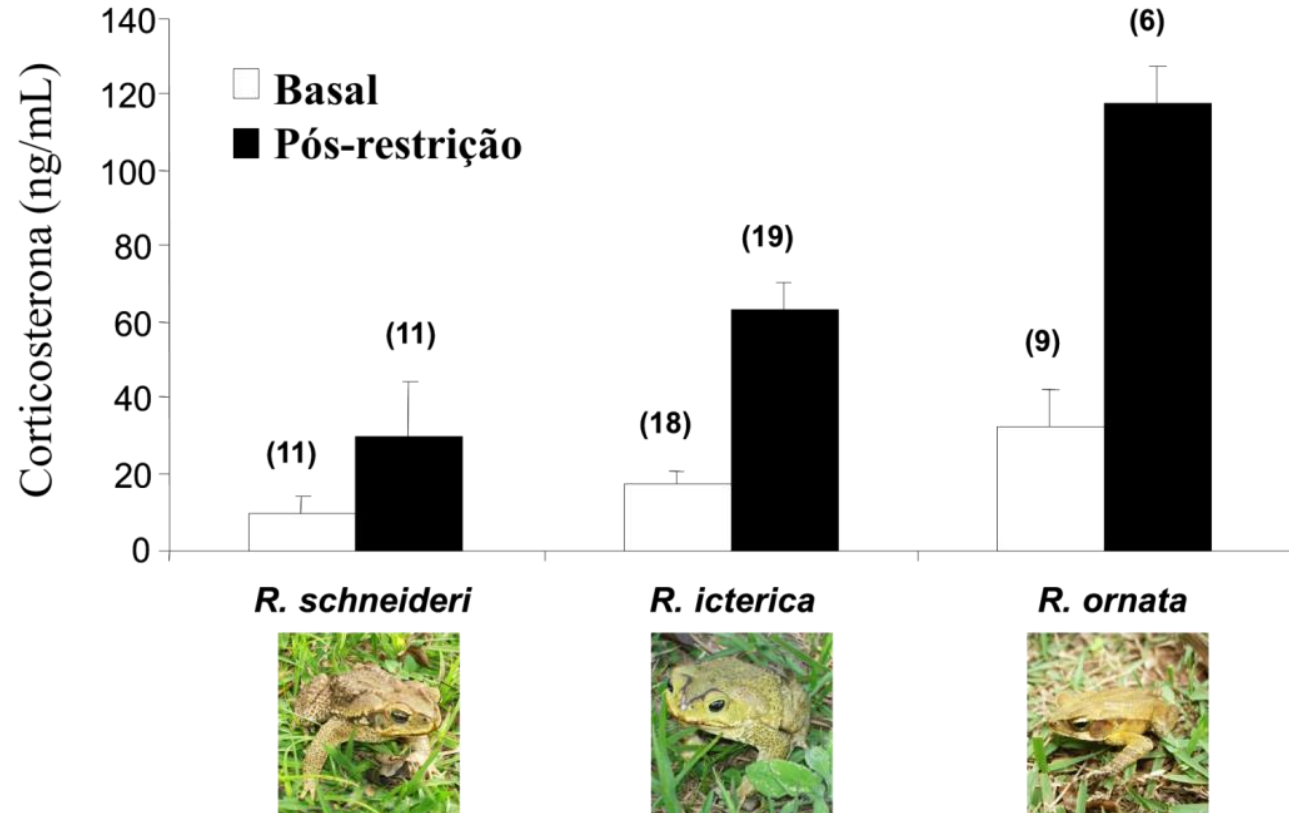 Corticosterona (ng/mL)
140
120
100
80
60
40
20
0
Basal
Pós-restrição
(11)
(11)
(18)
(19)
(9)
(6)
R. schneideri
R. icterica
R. ornata